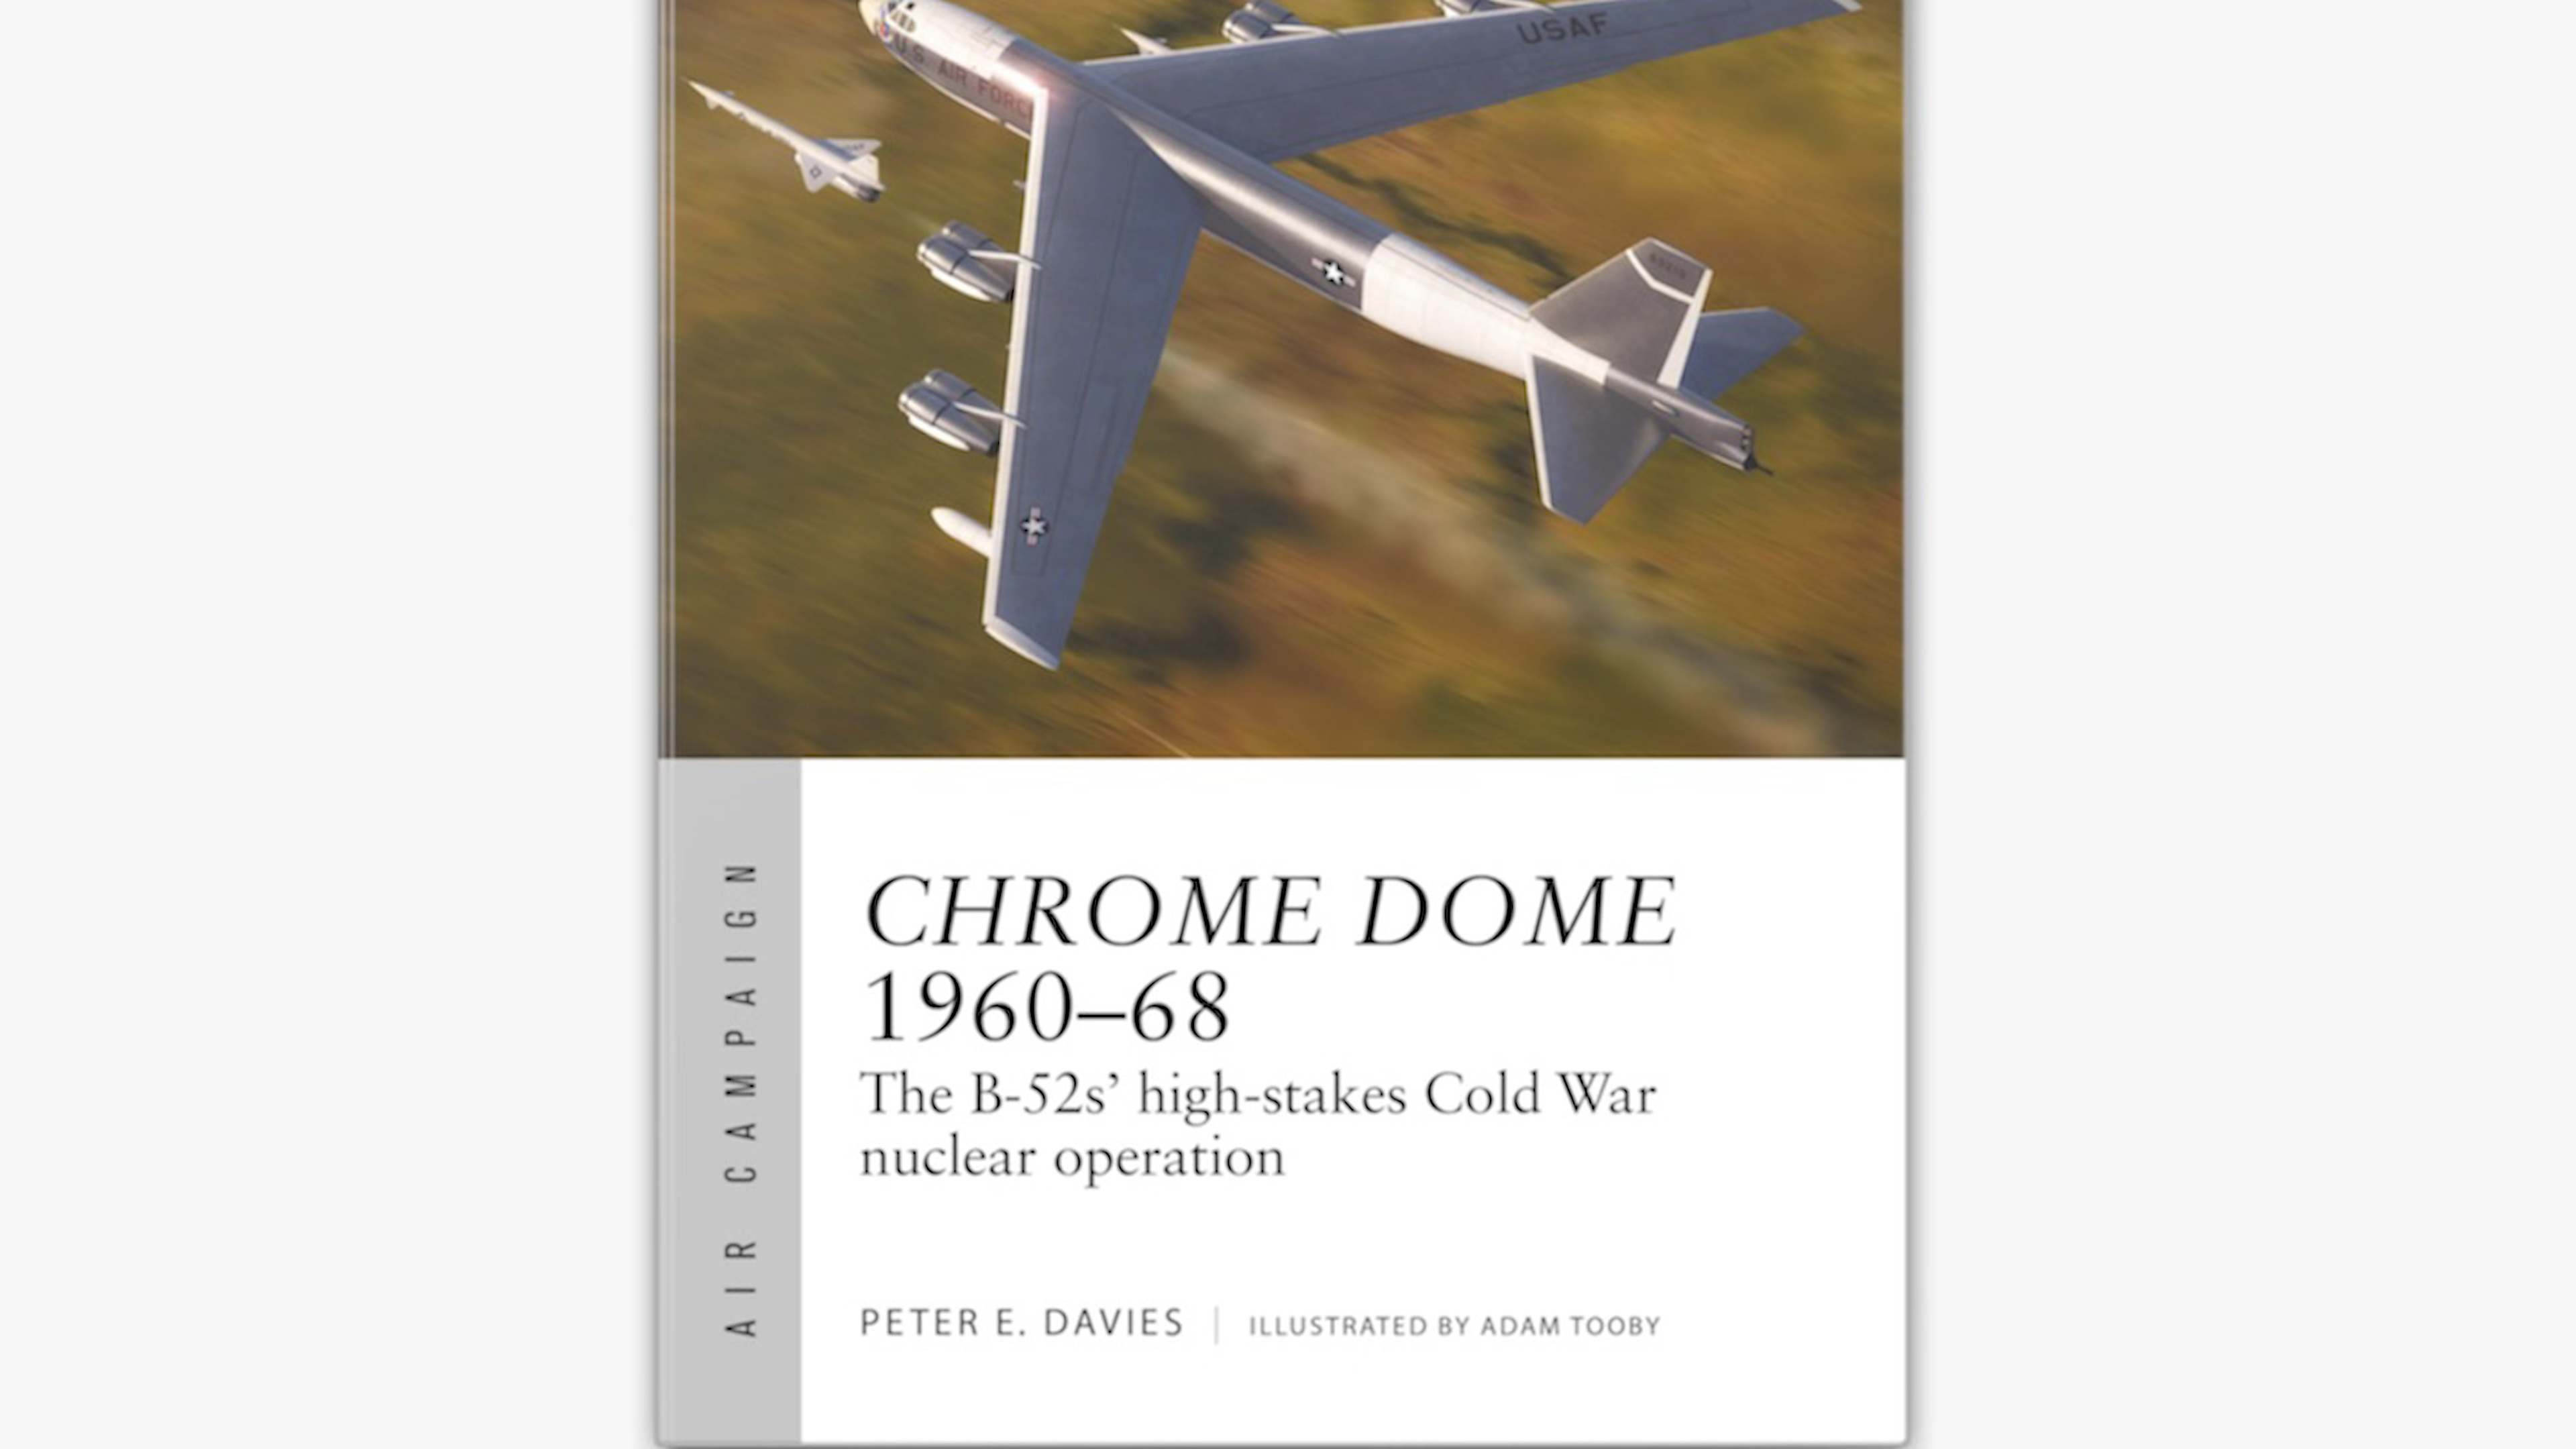 USAF
U.S. AIR FORCE
AIR CAMPAIGN
CHROME DOME
1960–68
The B-52s’ high-stakes Cold War
nuclear operation
PETER E. DAVIES | ILLUSTRATED BY ADAM TOOBY